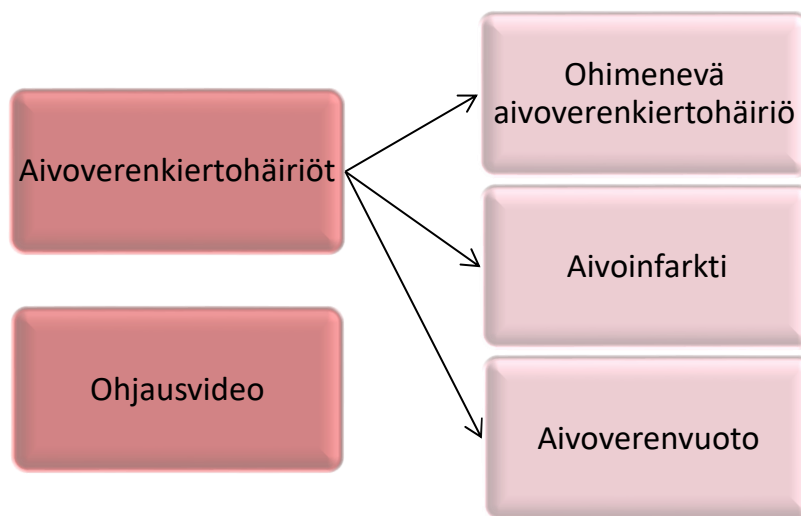 Aivoverenkiertohäiriöt
Ohjausvideo
Ohimenevä
aivoverenkiertohäiriö
Aivoinfarkti
Aivoverenvuoto